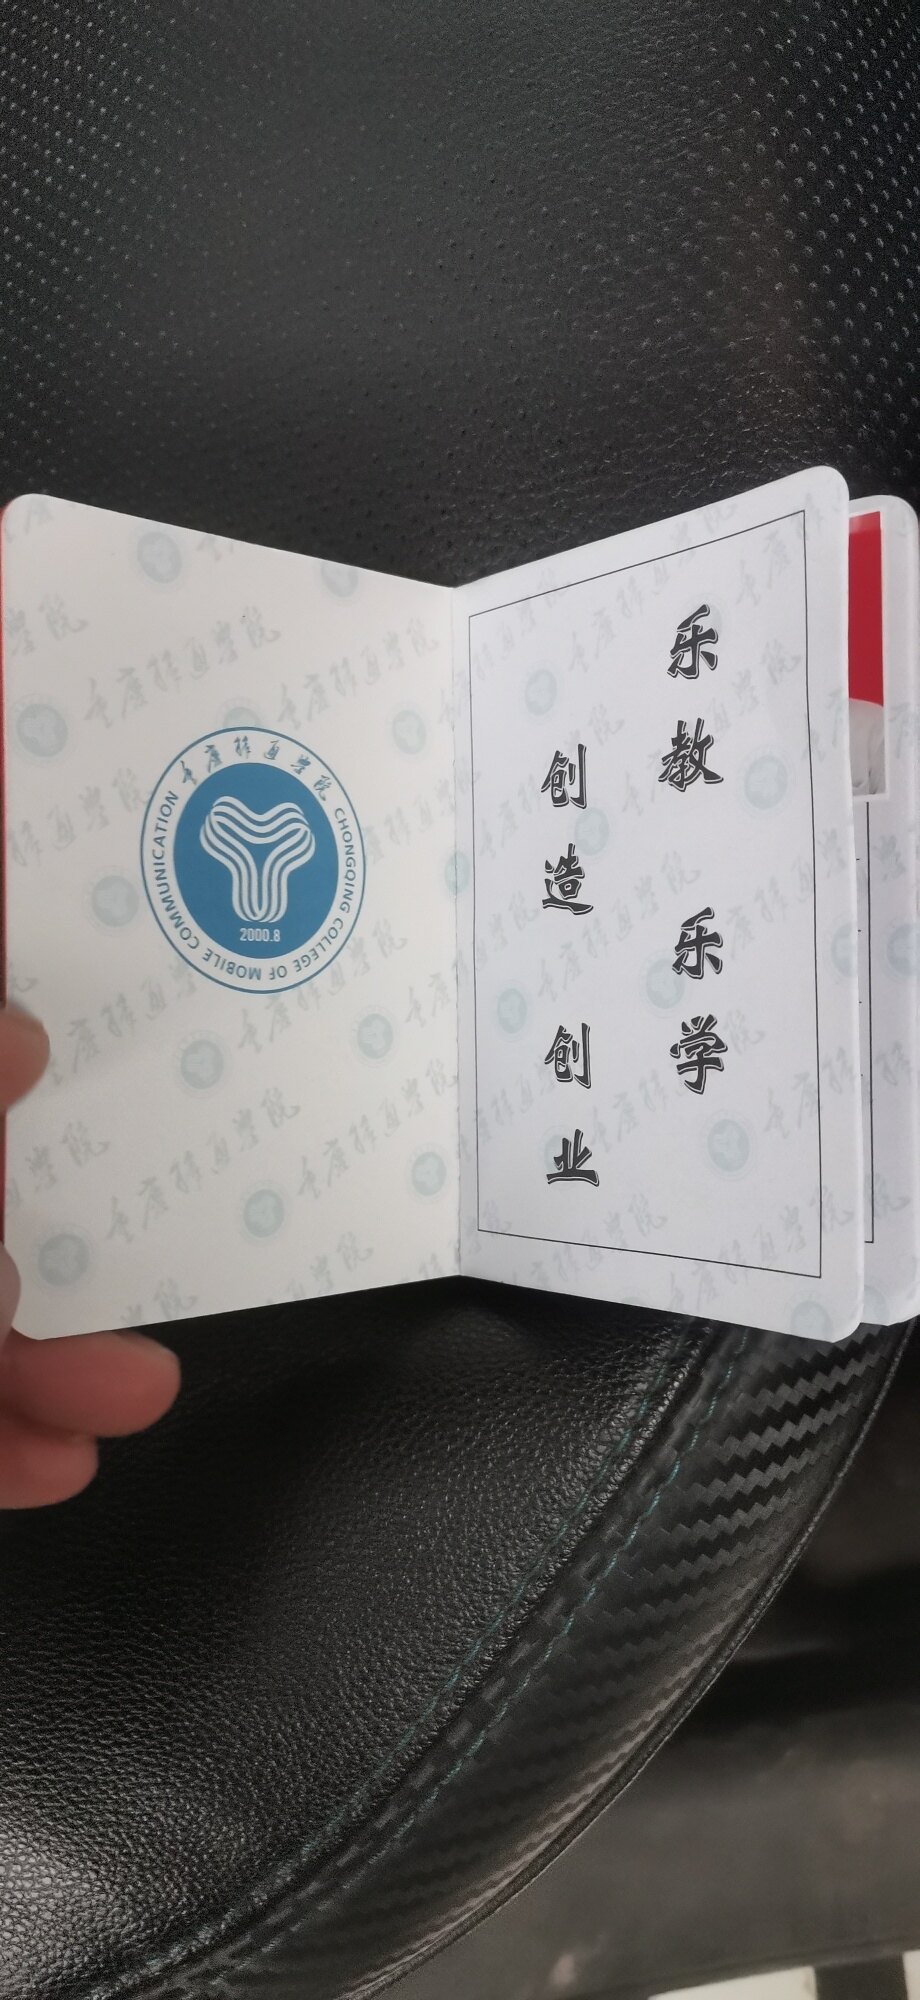 重庆移通学院
CHONGQING COLLEGE OF MOBILE COMMUNICATION
2000.8
乐教 乐学
创造 创业